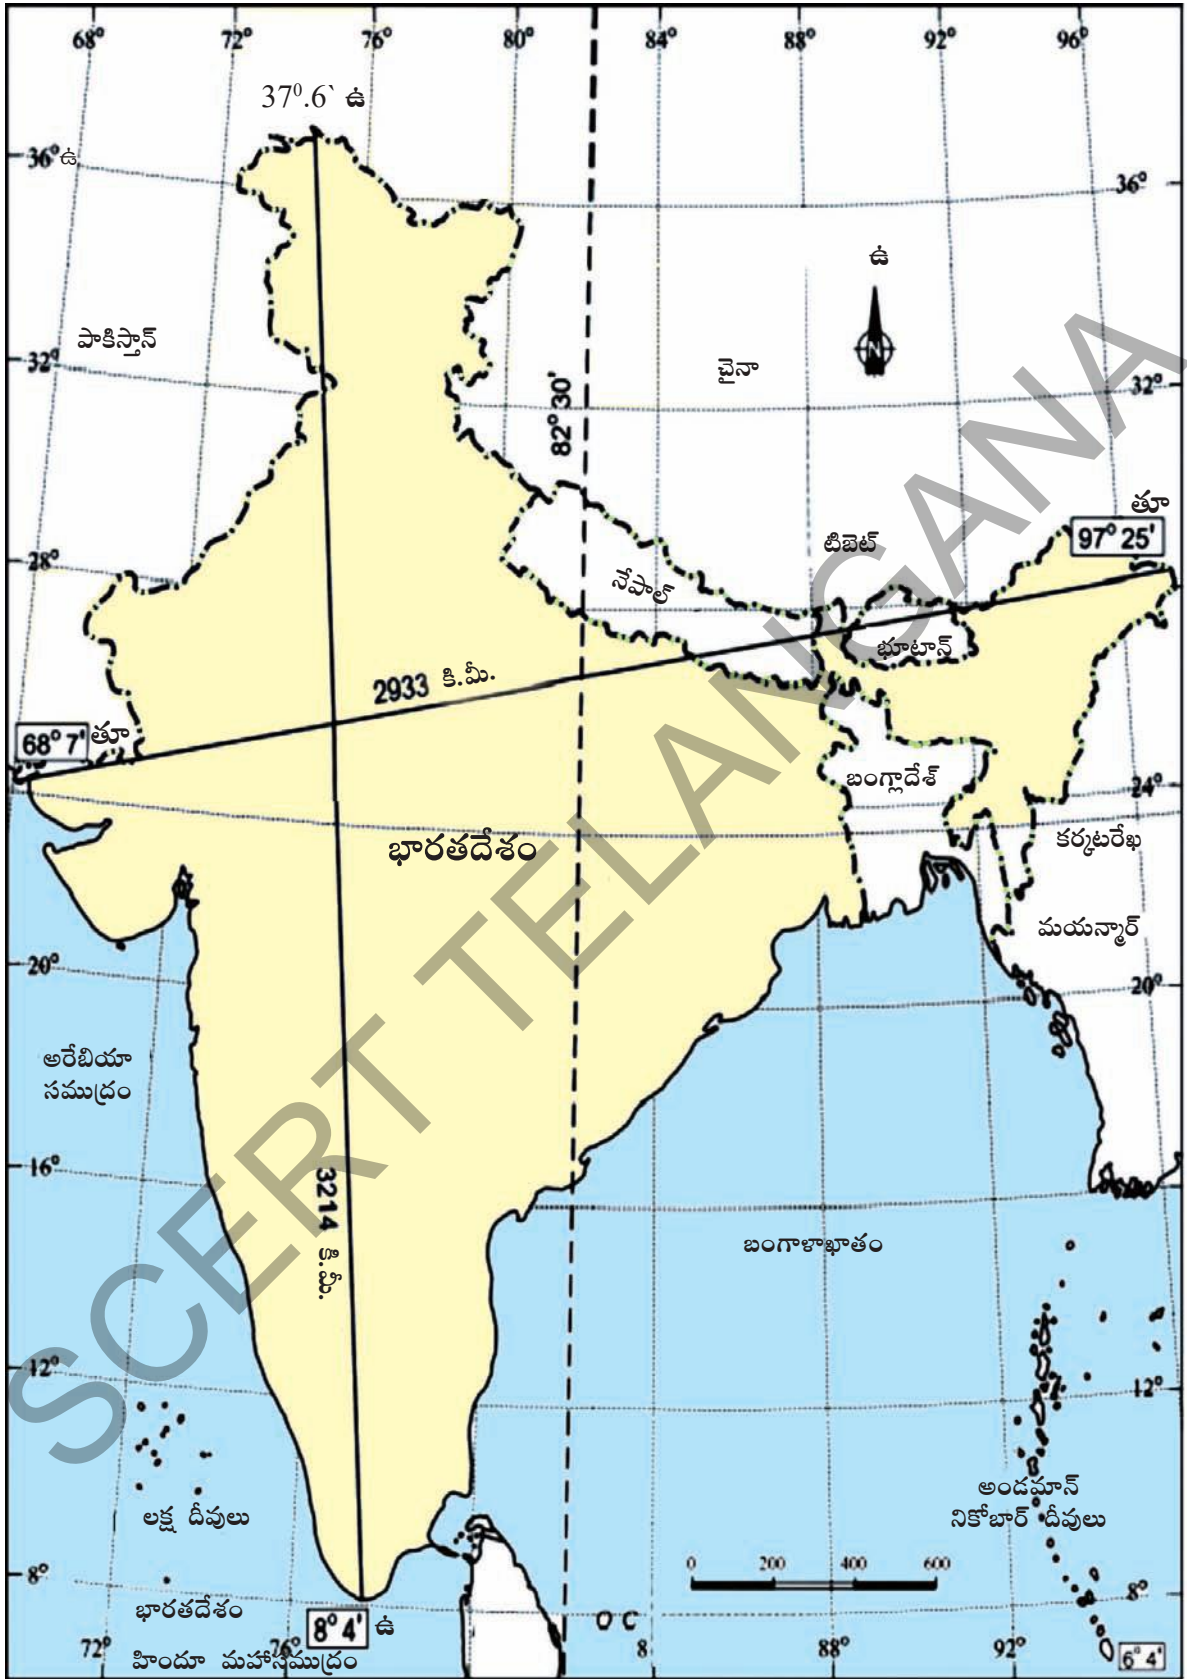 68° 72° 76° 80° 84° 88° 92° 96°
37⁰.6` ఉ
36° ఉ
36°
ఉ
N
పాకిస్తాన్
32°
చైనా
32°
82° 30'
తూ
97° 25'
టిబెట్
28°
నేపాల్
భూటాన్
2933 కి.మీ.
68° 7' తూ
బంగ్లాదేశ్
24°
కర్కటరేఖ
భారతదేశం
మయన్మార్
20°
20°
అరేబియా
సముద్రం
16°
3214 కి.మీ.
బంగాళాఖాతం
12°
12°
అండమాన్
నికోబార్ దీవులు
లక్ష దీవులు
0 200 400 600
8°
8°
భారతదేశం
8° 4' ఉ
72° 76° 8 88° 92° 6° 4'
హిందూ మహాసముద్రం
SCERT TELANGANA